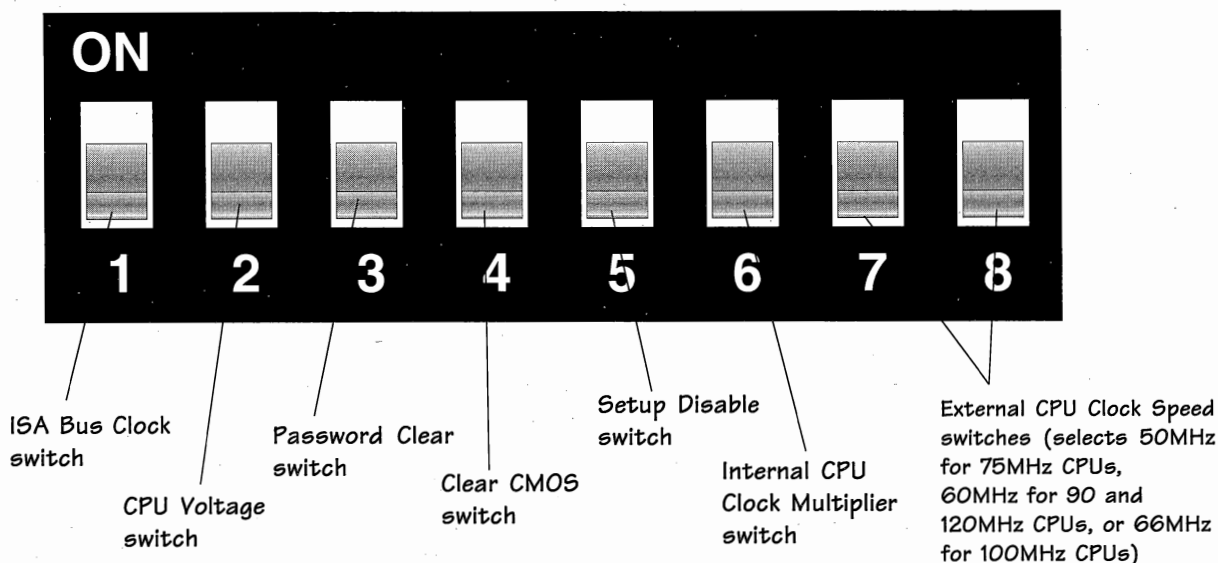 ON
1 2 3 4 5 6 7 8
ISA Bus Clock
switch
CPU Voltage
switch
Password Clear
switch
Clear CMOS
switch
Setup Disable
switch
Internal CPU
Clock Multiplier
switch
External CPU Clock Speed
switches (selects 50MHz
for 75MHz CPUs,
60MHz for 90 and
120MHz CPUs, or 66MHz
for 100MHz CPUs)